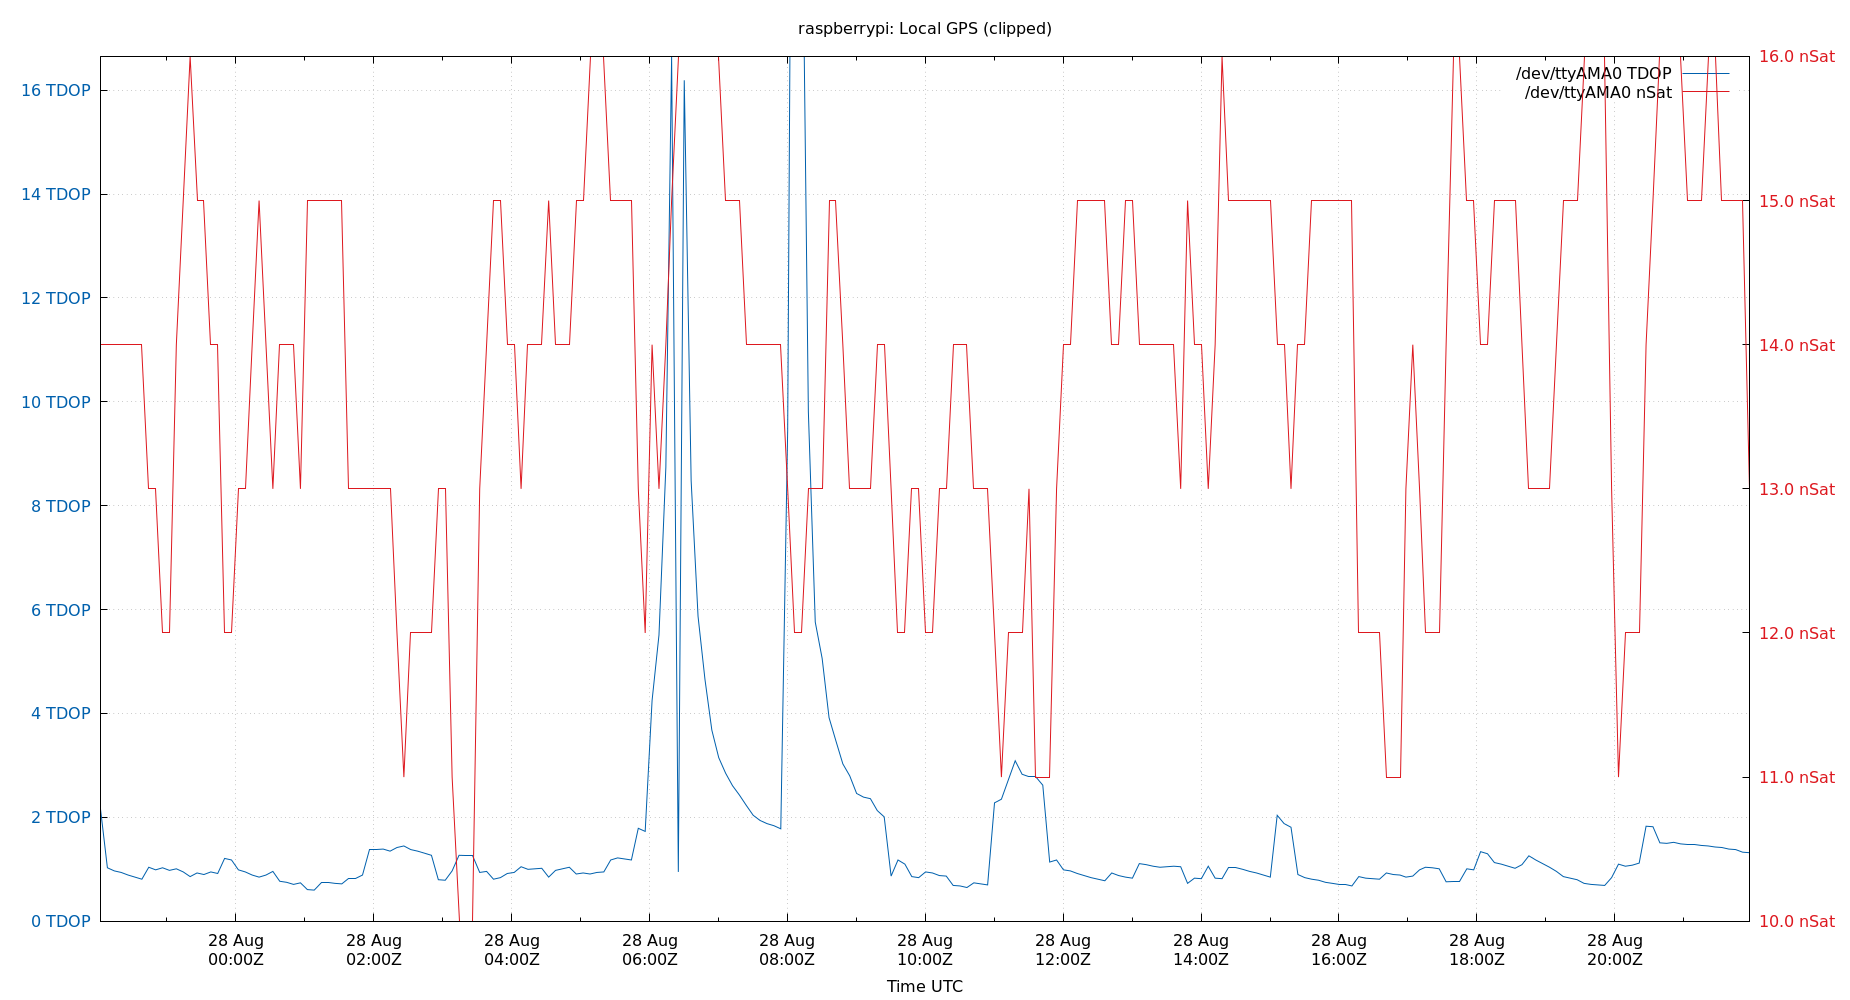 raspberrypi: Local GPS (clipped)
/dev/ttyAMA0 TDOP
/dev/ttyAMA0 nSat
16 TDOP
14 TDOP
12 TDOP
10 TDOP
8 TDOP
6 TDOP
4 TDOP
2 TDOP
0 TDOP
16.0 nSat
15.0 nSat
14.0 nSat
13.0 nSat
12.0 nSat
11.0 nSat
10.0 nSat
28 Aug
00:00Z
28 Aug
02:00Z
28 Aug
04:00Z
28 Aug
06:00Z
28 Aug
08:00Z
28 Aug
10:00Z
28 Aug
12:00Z
28 Aug
14:00Z
28 Aug
16:00Z
28 Aug
18:00Z
28 Aug
20:00Z
Time UTC